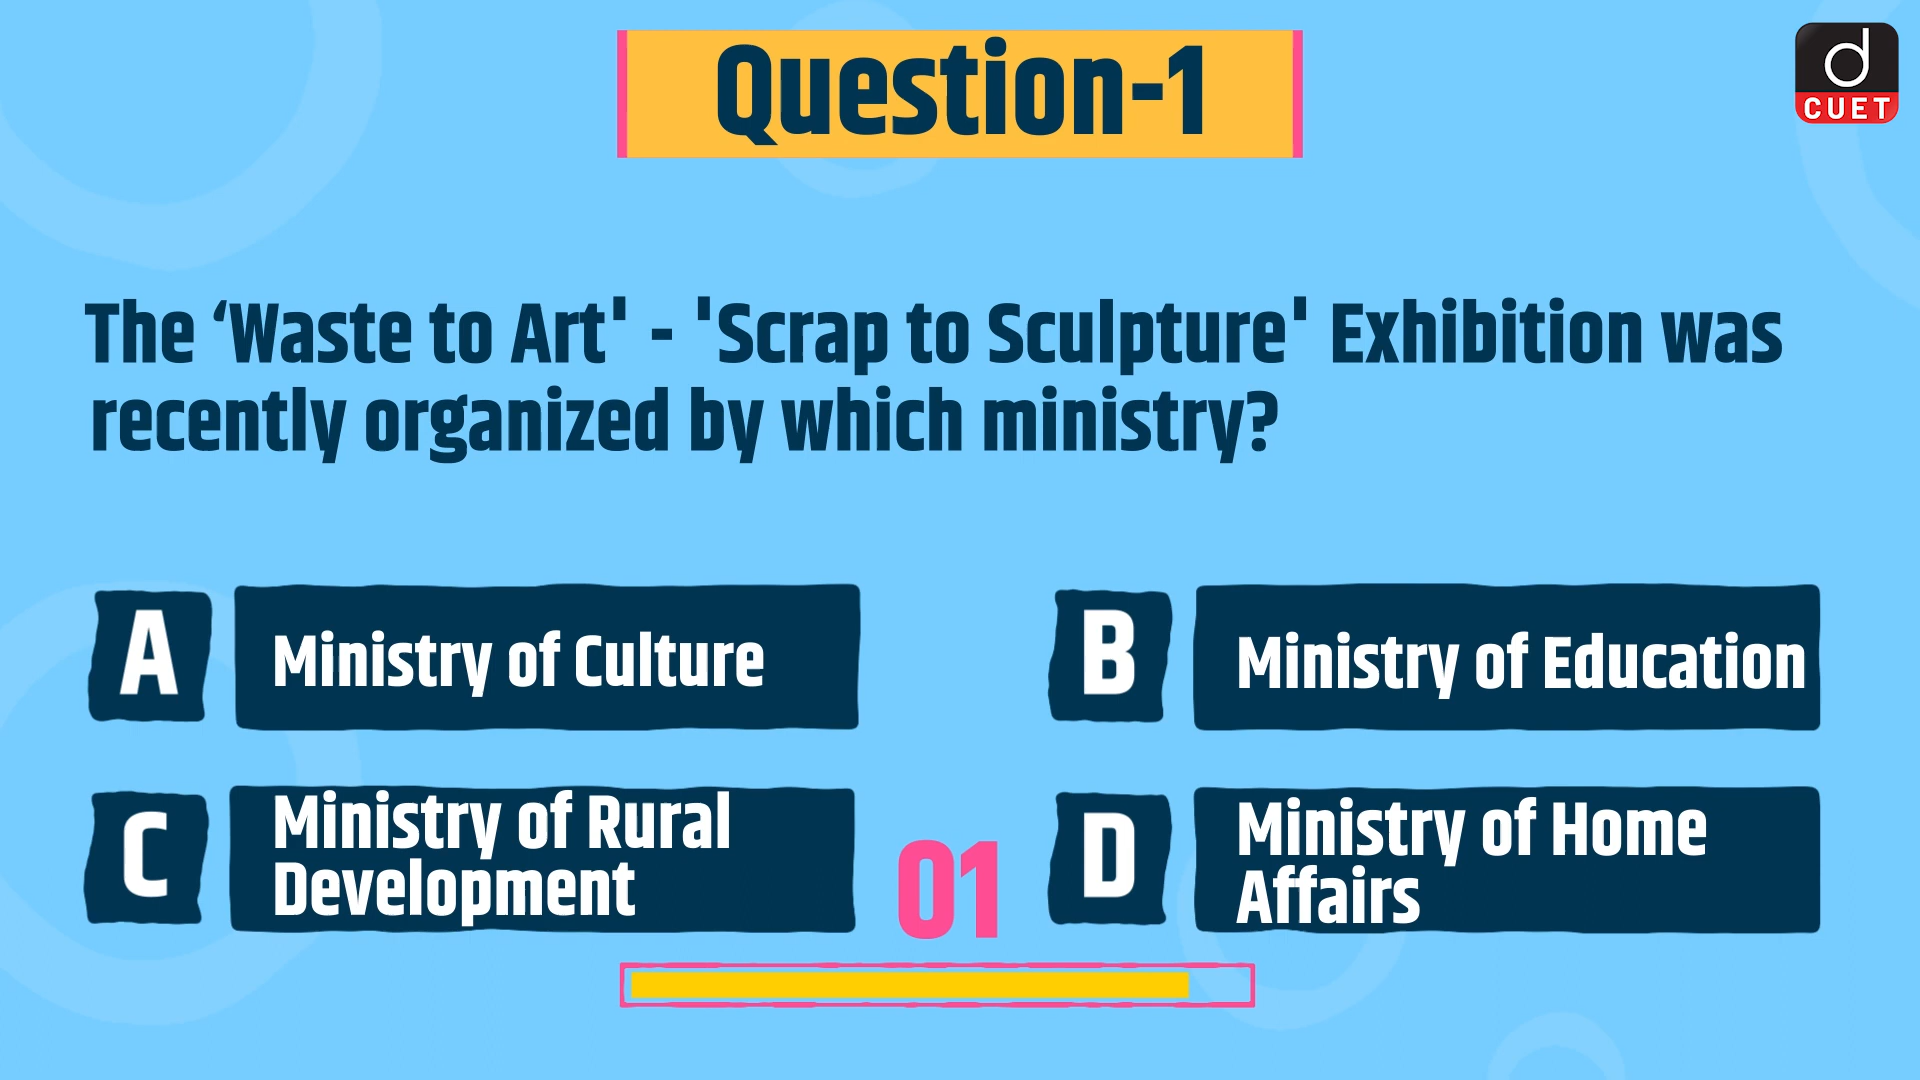 Question-1
d
CUET
The ‘Waste to Art' - 'Scrap to Sculpture' Exhibition was
recently organized by which ministry?
A
Ministry of Culture
B
Ministry of Education
C
Ministry of Rural
Development
D
Ministry of Home
Affairs
01